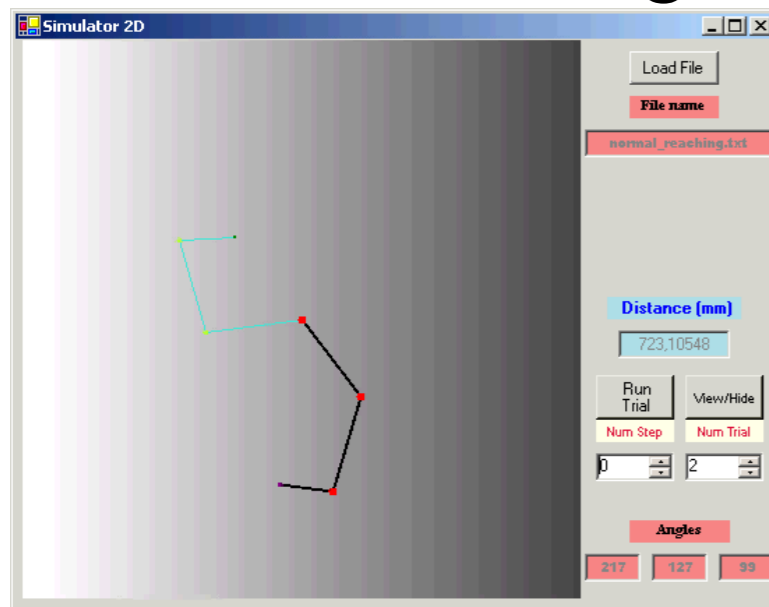 Simulator 2D
Load File
File name
normal_reaching.txt
Distance (mm)
723,10548
Run Trial
View/Hide
Num Step
Num Trial
0
2
Angles
217 127 99